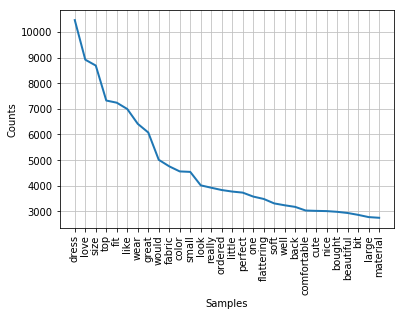 10000
9000
8000
7000
6000
5000
4000
3000
Counts
dress
love
size
top
fit
like
wear
great
would
fabric
color
small
look
really
ordered
little
perfect
one
flattering
soft
well
back
comfortable
cute
nice
bought
beautiful
bit
large
material
Samples